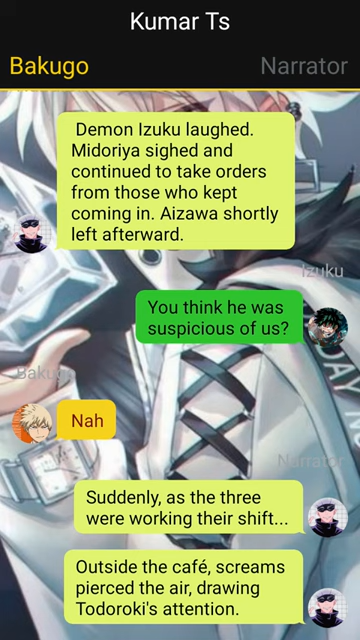 Kumar Ts
Bakugo Narrator
Demon Izuku laughed.
Midoriya sighed and
continued to take orders
from those who kept
coming in. Aizawa shortly
left afterward.
Izuku
You think he was
suspicious of us?
Bakugo
Nah
Narrator
Suddenly, as the three
were working their shift...
Outside the café, screams
pierced the air, drawing
Todoroki's attention.